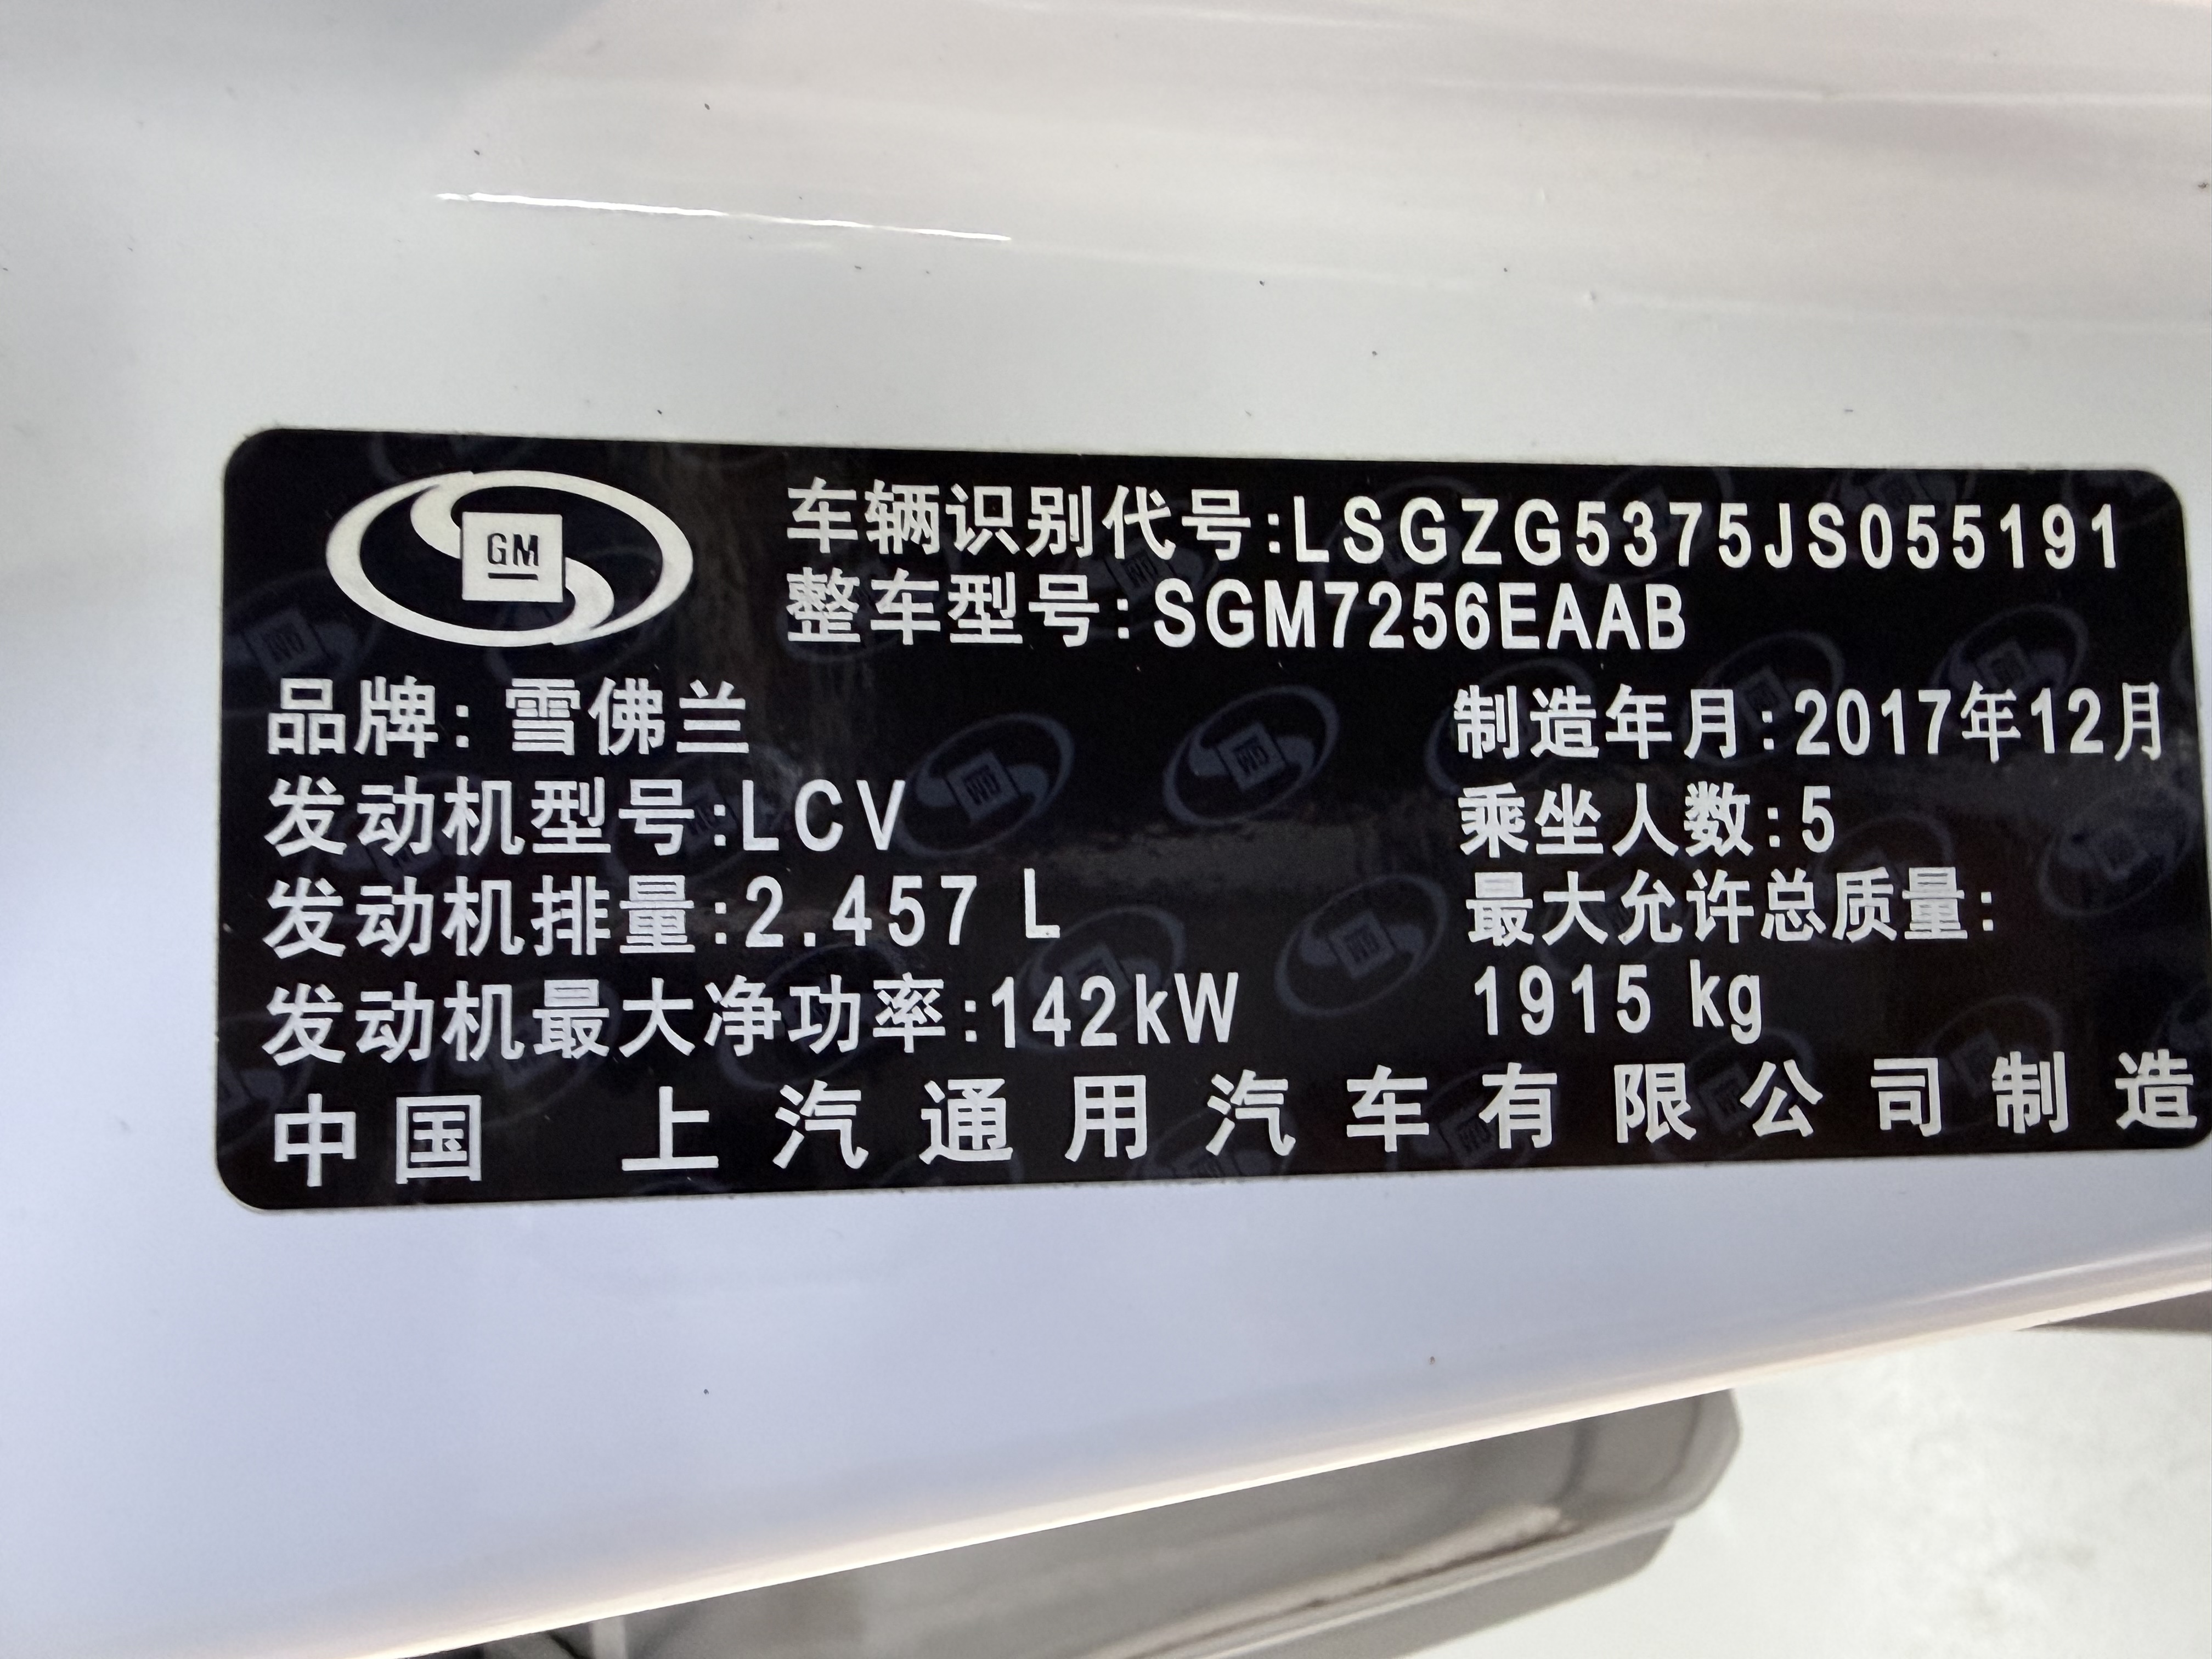 GM
车辆识别代号:LSGZG5375JS055191
整车型号:SGM7256EAAB
品牌:雪佛兰
制造年月:2017年12月
发动机型号:LCV
乘坐人数:5
发动机排量:2.457 L
最大允许总质量:
1915 kg
发动机最大净功率:142kW
中国 上汽通用汽车有限公司制造